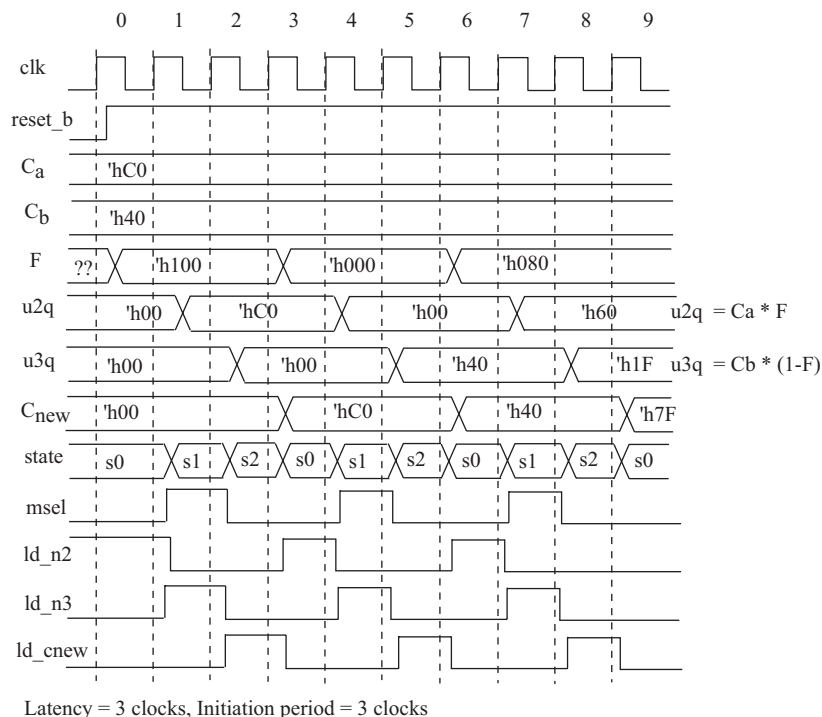 0 1 2 3 4 5 6 7 8 9
clk
reset_b
Ca 'hC0
Cb 'h40
F ?? 'h100 'h000 'h080
u2q 'h00 'hC0 'h00 'h60 u2q = Ca * F
u3q 'h00 'h00 'h40 'h1F u3q = Cb * (1-F)
Cnew 'h00 'hC0 'h40 'h7F
state s0 s1 s2 s0 s1 s2 s0 s1 s2 s0
msel
ld_n2
ld_n3
ld_cnew
Latency = 3 clocks, Initiation period = 3 clocks